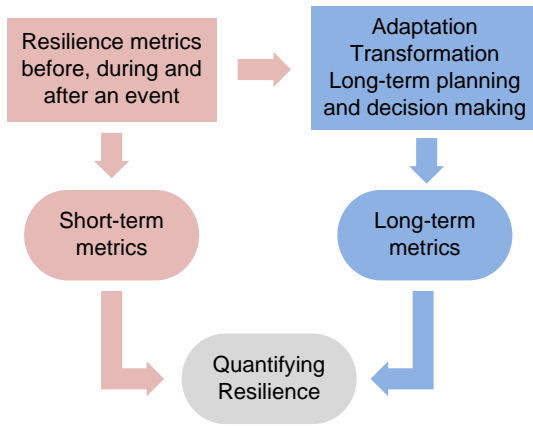 Resilience metrics
before, during and
after an event
Adaptation
Transformation
Long-term planning
and decision making
Short-term
metrics
Long-term
metrics
Quantifying
Resilience